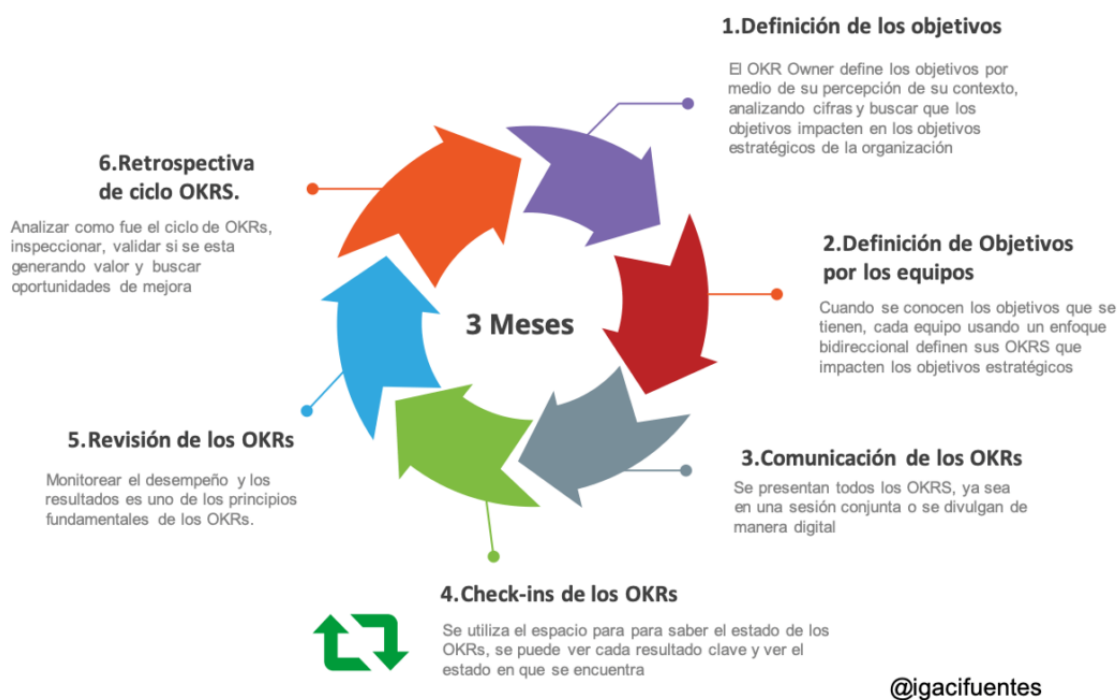 1.Definición de los objetivos
El OKR Owner define los objetivos por
medio de su percepción de su contexto,
analizando cifras y buscar que los
objetivos impacten en los objetivos
estratégicos de la organización
2.Definición de Objetivos
por los equipos
Cuando se conocen los objetivos que se
tienen, cada equipo usando un enfoque
bidireccional definen sus OKRS que
impacten los objetivos estratégicos
3.Comunicación de los OKRs
Se presentan todos los OKRS, ya sea
en una sesión conjunta o se divulgan de
manera digital
4.Check-ins de los OKRs
Se utiliza el espacio para para saber el estado de los
OKRs, se puede ver cada resultado clave y ver el
estado en que se encuentra
5.Revisión de los OKRs
Monitorear el desempeño y los
resultados es uno de los principios
fundamentales de los OKRs.
6.Retrospectiva
de ciclo OKRS.
Analizar como fue el ciclo de OKRs,
inspeccionar, validar si se esta
generando valor y buscar
oportunidades de mejora
3 Meses
@igacifuentes